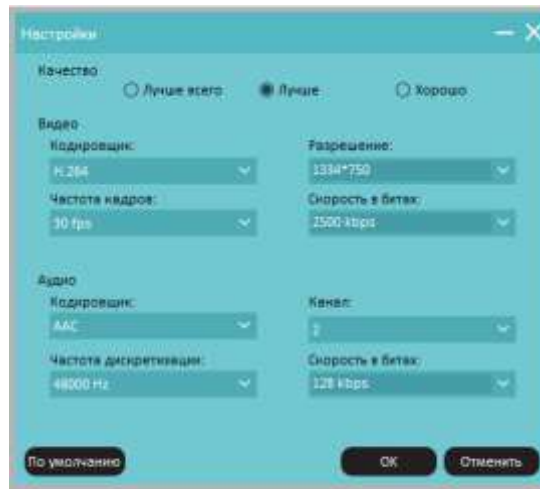 Настройки
Качество
Лучше всего Лучше Хорошо
Видео
Кодировщик: Разрешение:
H.264 1334*750
Частота кадров: Скорость в битах:
30 fps 2500 kbps
Аудио
Кодировщик: Канал:
AAC 2
Частота дискретизации: Скорость в битах:
48000 Hz 128 kbps
По умолчанию ОК Отменить